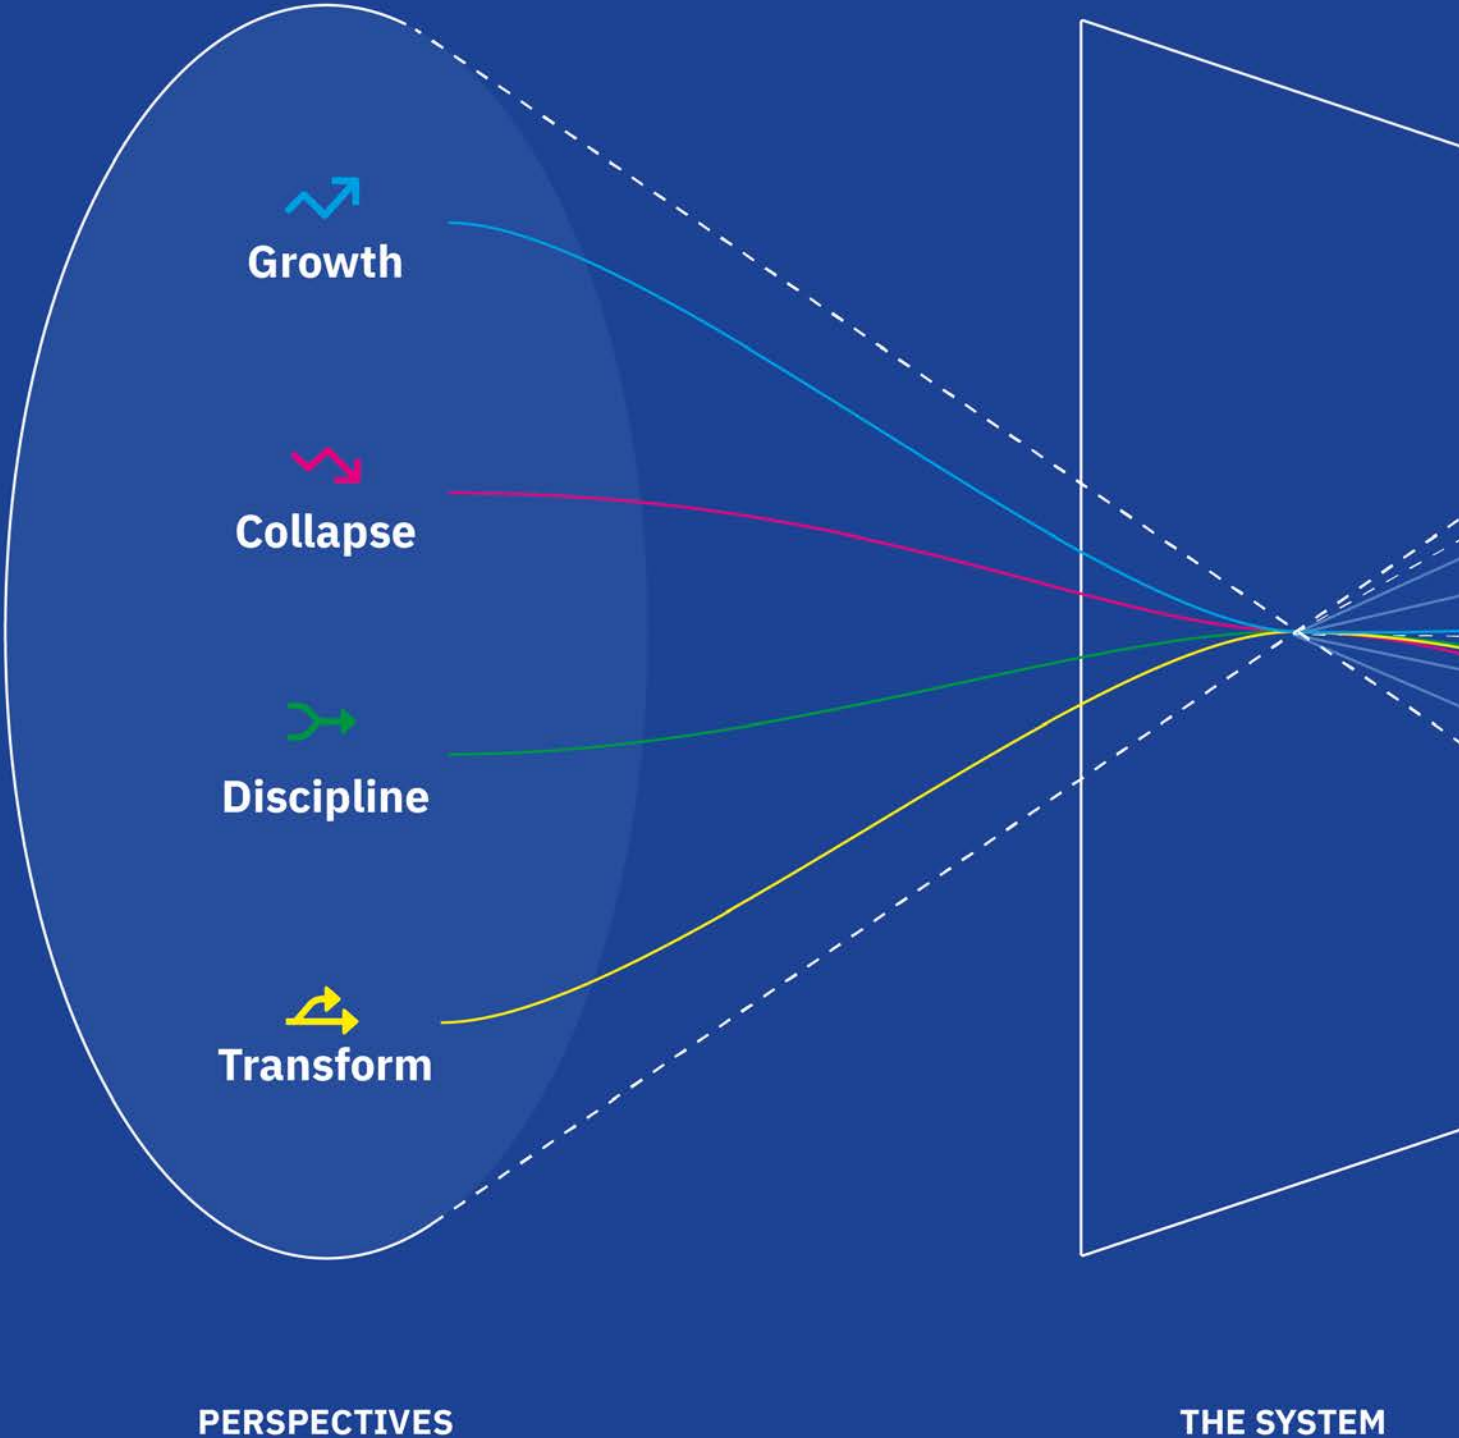 Growth
Collapse
Discipline
Transform
PERSPECTIVES
THE SYSTEM